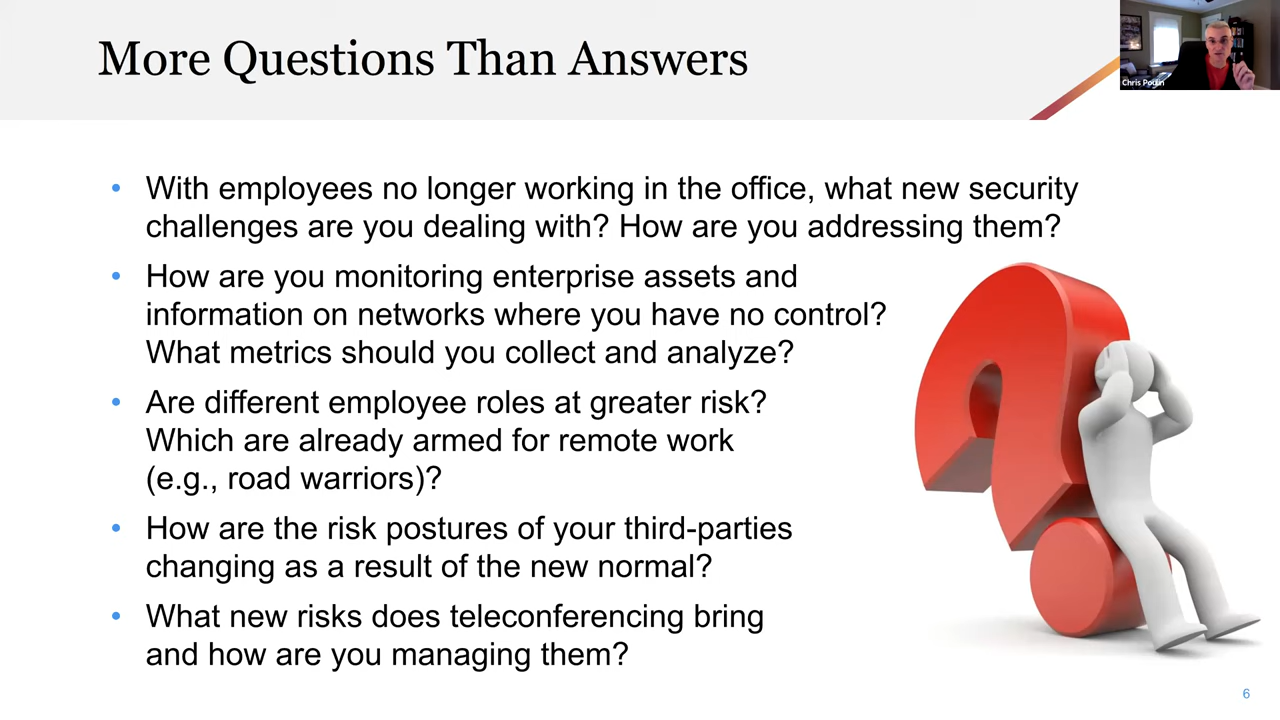 More Questions Than Answers
Chris Poulin
• With employees no longer working in the office, what new security
challenges are you dealing with? How are you addressing them?
• How are you monitoring enterprise assets and
information on networks where you have no control?
What metrics should you collect and analyze?
• Are different employee roles at greater risk?
Which are already armed for remote work
(e.g., road warriors)?
• How are the risk postures of your third-parties
changing as a result of the new normal?
• What new risks does teleconferencing bring
and how are you managing them?
6